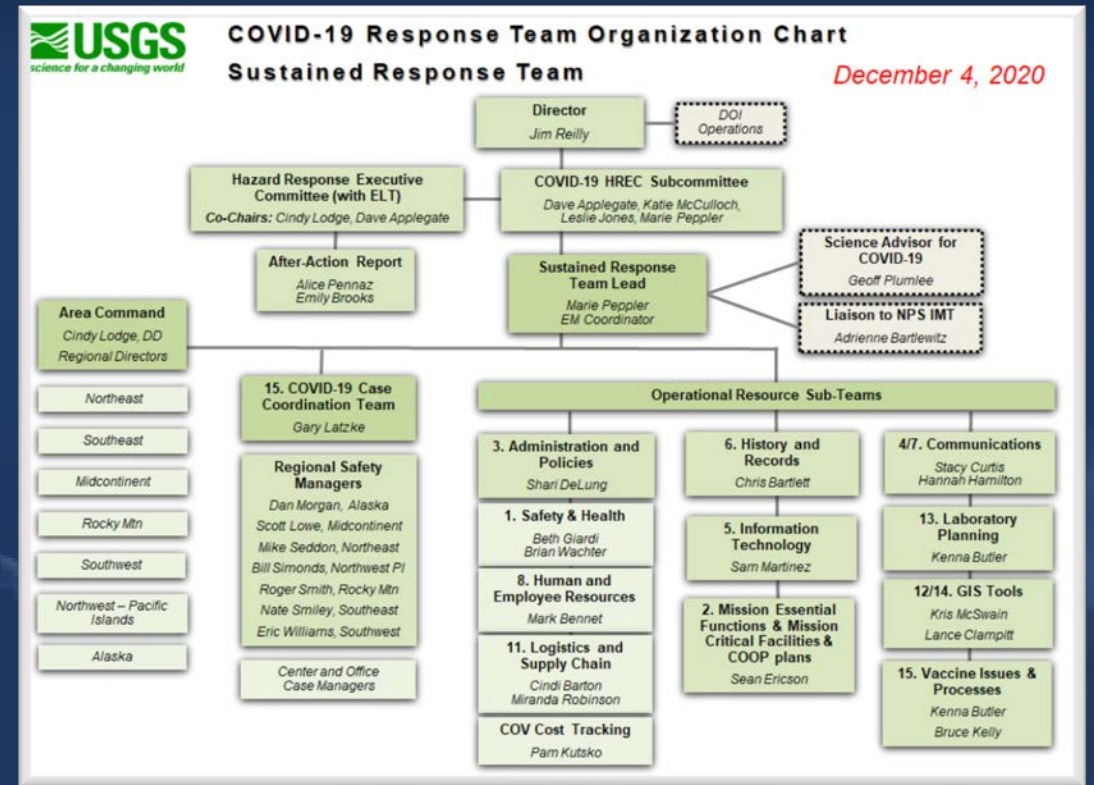 USGS
science for a changing world
COVID-19 Response Team Organization Chart
Sustained Response Team
December 4, 2020
Director
Jim Reilly
DOI
Operations
Hazard Response Executive
Committee (with ELT)
Co-Chairs: Cindy Lodge, Dave Applegate
COVID-19 HREC Subcommittee
Dave Applegate, Katie McCulloch,
Leslie Jones, Marie Peppler
After-Action Report
Alice Pennaz
Emily Brooks
Sustained Response
Team Lead
Marie Peppler
EM Coordinator
Science Advisor for
COVID-19
Geoff Plumlee
Liaison to NPS IMT
Adrienne Bartlewitz
Area Command
Cindy Lodge, DD
Regional Directors
Northeast
Southeast
Midcontinent
Rocky Mtn
Southwest
Northwest – Pacific
Islands
Alaska
15. COVID-19 Case
Coordination Team
Gary Latzke
Regional Safety
Managers
Dan Morgan, Alaska
Scott Lowe, Midcontinent
Mike Seddon, Northeast
Bill Simonds, Northwest PI
Roger Smith, Rocky Mtn
Nate Smiley, Southeast
Eric Williams, Southwest
Center and Office
Case Managers
Operational Resource Sub-Teams
3. Administration and
Policies
Shari DeLung
1. Safety & Health
Beth Giardi
Brian Wachter
8. Human and
Employee Resources
Mark Bennet
11. Logistics and
Supply Chain
Cindi Barton
Miranda Robinson
COV Cost Tracking
Pam Kutsko
6. History and
Records
Chris Bartlett
5. Information
Technology
Sam Martinez
2. Mission Essential
Functions & Mission
Critical Facilities &
COOP plans
Sean Ericson
4/7. Communications
Stacy Curtis
Hannah Hamilton
13. Laboratory
Planning
Kenna Butler
12/14. GIS Tools
Kris McSwain
Lance Clampitt
15. Vaccine Issues &
Processes
Kenna Butler
Bruce Kelly